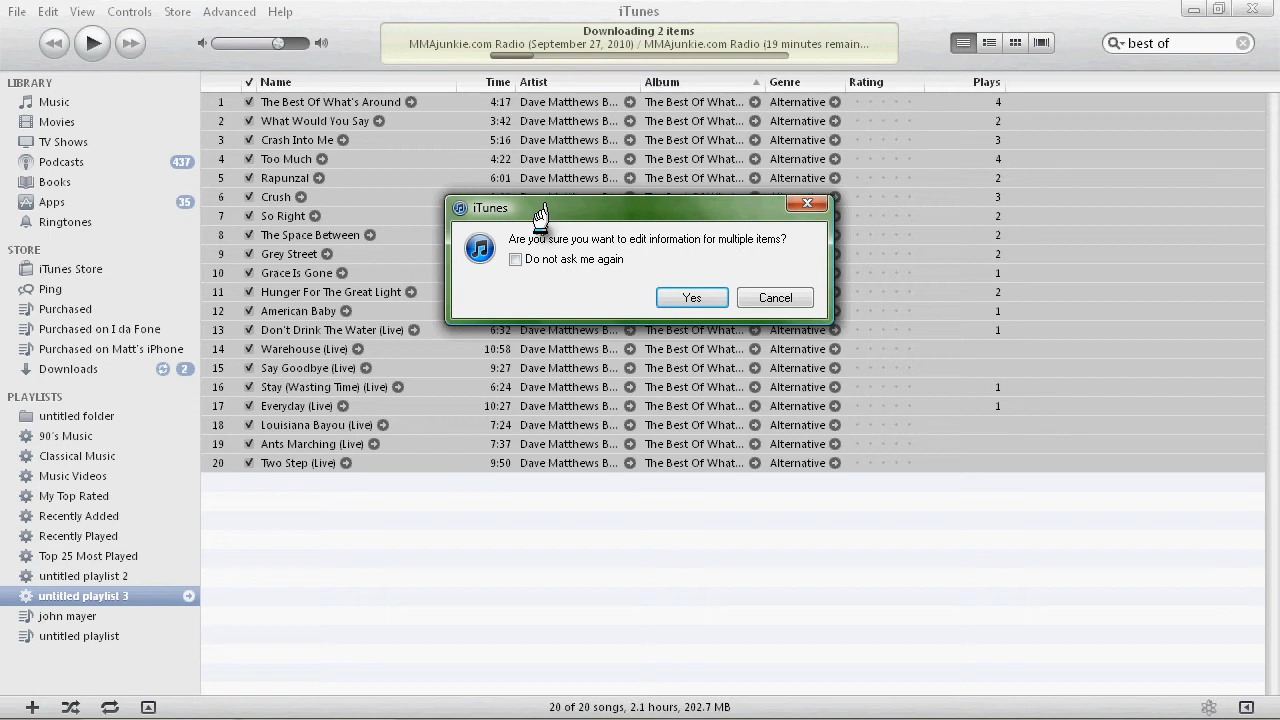 File Edit View Controls Store Advanced Help
iTunes
Downloading 2 items
MMAjunkie.com Radio (September 27, 2010) / MMAjunkie.com Radio (19 minutes remain...
best of
LIBRARY
Music
Movies
TV Shows
Podcasts 437
Books
Apps 35
Ringtones
STORE
iTunes Store
Ping
Purchased
Purchased on I da Fone
Purchased on Matt's iPhone
Downloads 2
PLAYLISTS
untitled folder
90's Music
Classical Music
Music Videos
My Top Rated
Recently Added
Recently Played
Top 25 Most Played
untitled playlist 2
untitled playlist 3
john mayer
untitled playlist
Name Time Artist Album Genre Rating Plays
1 The Best Of What's Around 4:17 Dave Matthews B... The Best Of What... Alternative 4
2 What Would You Say 3:42 Dave Matthews B... The Best Of What... Alternative 2
3 Crash Into Me 5:16 Dave Matthews B... The Best Of What... Alternative 3
4 Too Much 4:22 Dave Matthews B... The Best Of What... Alternative 4
5 Rapunzal 6:01 Dave Matthews B... The Best Of What... Alternative 2
6 Crush 3
7 So Right 2
8 The Space Between 2
9 Grey Street 2
10 Grace Is Gone 1
11 Hunger For The Great Light 2
12 American Baby 1
13 Don't Drink The Water (Live) 6:32 Dave Matthews B... The Best Of What... Alternative 1
14 Warehouse (Live) 10:58 Dave Matthews B... The Best Of What... Alternative
15 Say Goodbye (Live) 9:27 Dave Matthews B... The Best Of What... Alternative
16 Stay (Wasting Time) (Live) 6:24 Dave Matthews B... The Best Of What... Alternative 1
17 Everyday (Live) 10:27 Dave Matthews B... The Best Of What... Alternative 1
18 Louisiana Bayou (Live) 7:24 Dave Matthews B... The Best Of What... Alternative
19 Ants Marching (Live) 7:37 Dave Matthews B... The Best Of What... Alternative
20 Two Step (Live) 9:50 Dave Matthews B... The Best Of What... Alternative
iTunes
Are you sure you want to edit information for multiple items?
Do not ask me again
Yes Cancel
20 of 20 songs, 2.1 hours, 202.7 MB